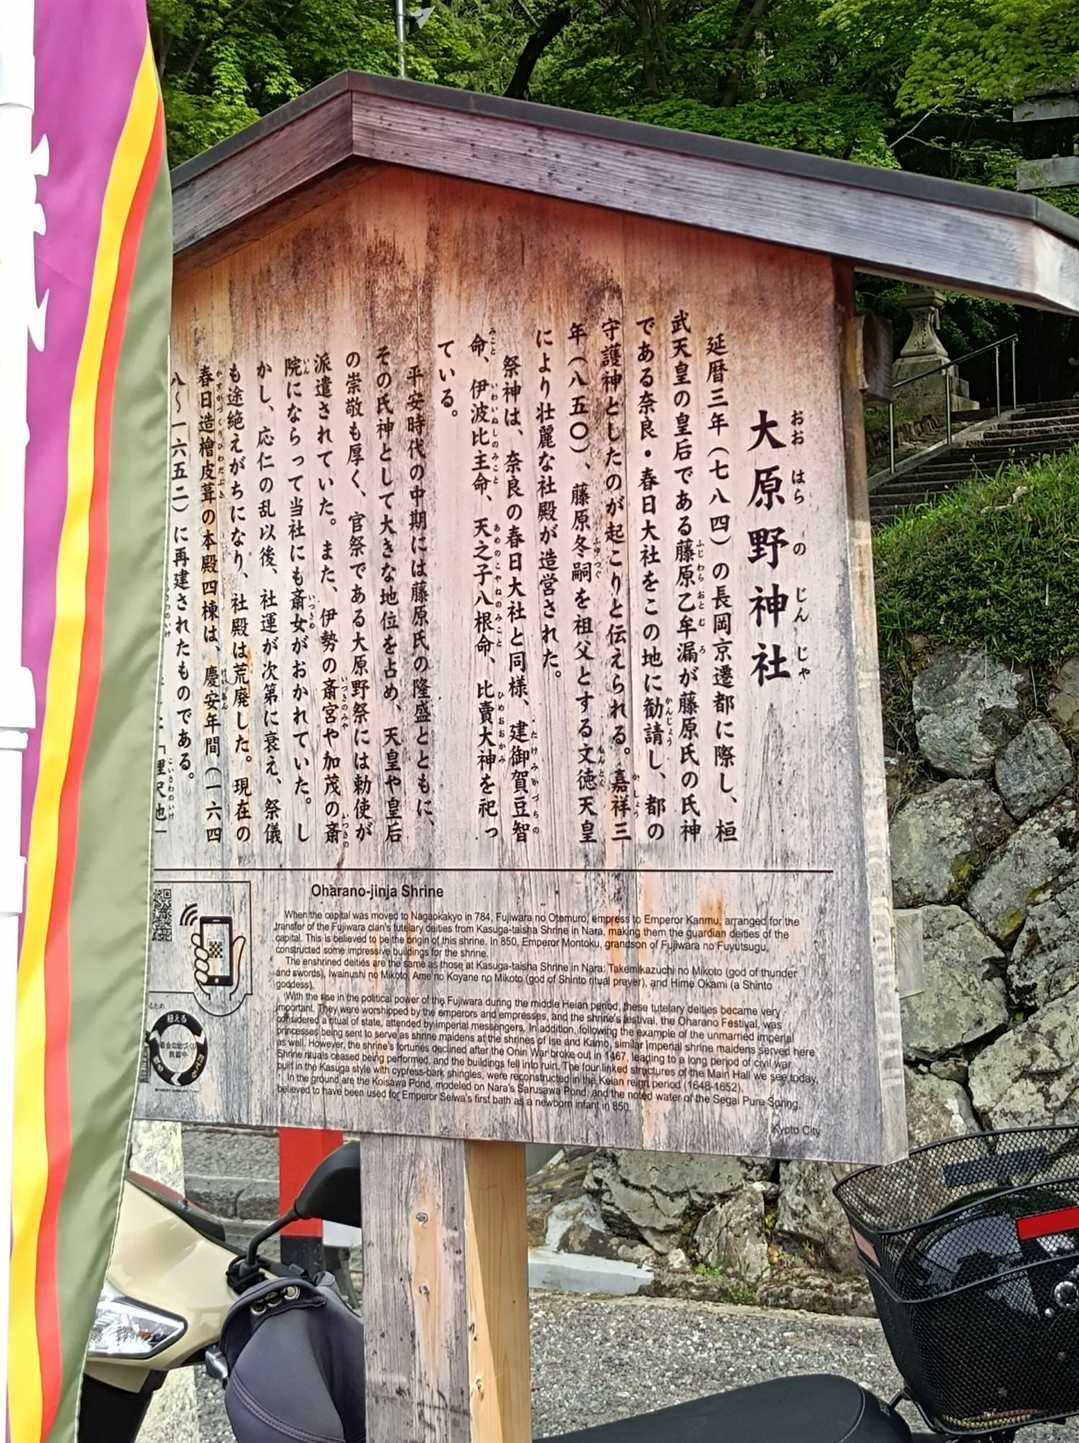 大原野神社
おお はら の じん じゃ
延暦三年（七八四）の長岡京遷都に際し、桓
武天皇の皇后である藤原乙牟漏が藤原氏の氏神
である奈良・春日大社をこの地に勧請し、都の
守護神としたのが起こりと伝えられる。嘉祥三
年（八五〇）、藤原冬嗣を祖父とする文徳天皇
により壮麗な社殿が造営された。
祭神は、奈良の春日大社と同様、建御賀豆智
命、伊波比主命、天之子八根命、比賣大神を祀っ
ている。
平安時代の中期には藤原氏の隆盛とともに、
その氏神として大きな地位を占め、天皇や皇后
の崇敬も厚く、官祭である大原野祭には勅使が
派遣されていた。また、伊勢の斎宮や加茂の斎
院にならって当社にも斎女がおかれていた。し
かし、応仁の乱以後、社運が次第に衰え、祭儀
も途絶えがちになり、社殿は荒廃した。現在の
春日造檜皮葺の本殿四棟は、慶安年間（一六四
八～一六五二）に再建されたものである。
Oharano-jinja Shrine
When the capital was moved to Nagaokakyo in 784, Fujiwara no Otomuro, empress to Emperor Kanmu, arranged for the
transfer of the Fujiwara clan's tutelary deities from Kasuga-taisha Shrine in Nara, making them the guardian deities of the
capital. This is believed to be the origin of this shrine. In 850, Emperor Montoku, grandson of Fujiwara no Fuyutsugu,
constructed some impressive buildings for the shrine.
The enshrined deities are the same as those at Kasuga-taisha Shrine in Nara: Takemikazuchi no Mikoto (god of thunder
and swords), Iwainushi no Mikoto, Ame no Koyane no Mikoto (god of Shinto ritual prayer), and Hime Okami (a Shinto
goddess).
With the rise in the political power of the Fujiwara during the middle Heian period, these tutelary deities became very
important. They were worshipped by the emperors and empresses, and the shrine's festival, the Oharano Festival, was
considered a ritual of state, attended by imperial messengers. In addition, following the example of the unmarried imperial
princesses being sent to serve as shrine maidens at the shrines of Ise and Kamo, similar imperial shrine maidens served here
as well. However, the shrine's fortunes declined after the Onin War broke out in 1467, leading to a long period of civil war.
Shrine rituals ceased being performed, and the buildings fell into ruin. The four linked structures of the Main Hall we see today,
built in the Kasuga style with cypress-bark shingles, were reconstructed in the Keian reign period (1648-1652).
In the ground are the Koisawa Pond, modeled on Nara's Sarusawa Pond, and the noted water of the Segai Pure Spring,
believed to have been used for Emperor Seiwa's first bath as a newborn infant in 850.
Kyoto City